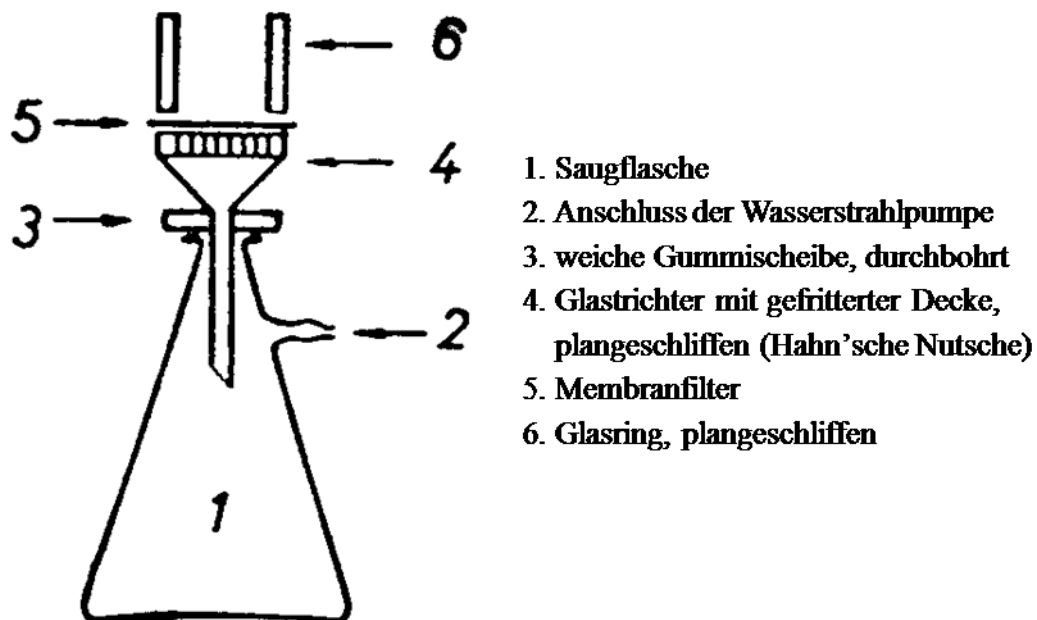 6
5
4
3
2
1
1. Saugflasche
2. Anschluss der Wasserstrahlpumpe
3. weiche Gummischeibe, durchbohrt
4. Glastrichter mit gefritterter Decke,
plangeschliffen (Hahn'sche Nutsche)
5. Membranfilter
6. Glasring, plangeschliffen